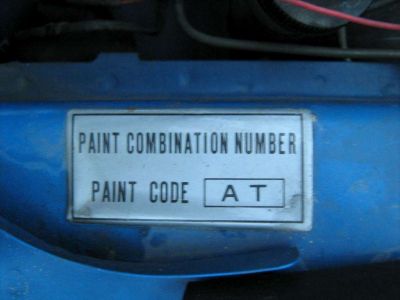 PAINT COMBINATION NUMBER
PAINT CODE AT